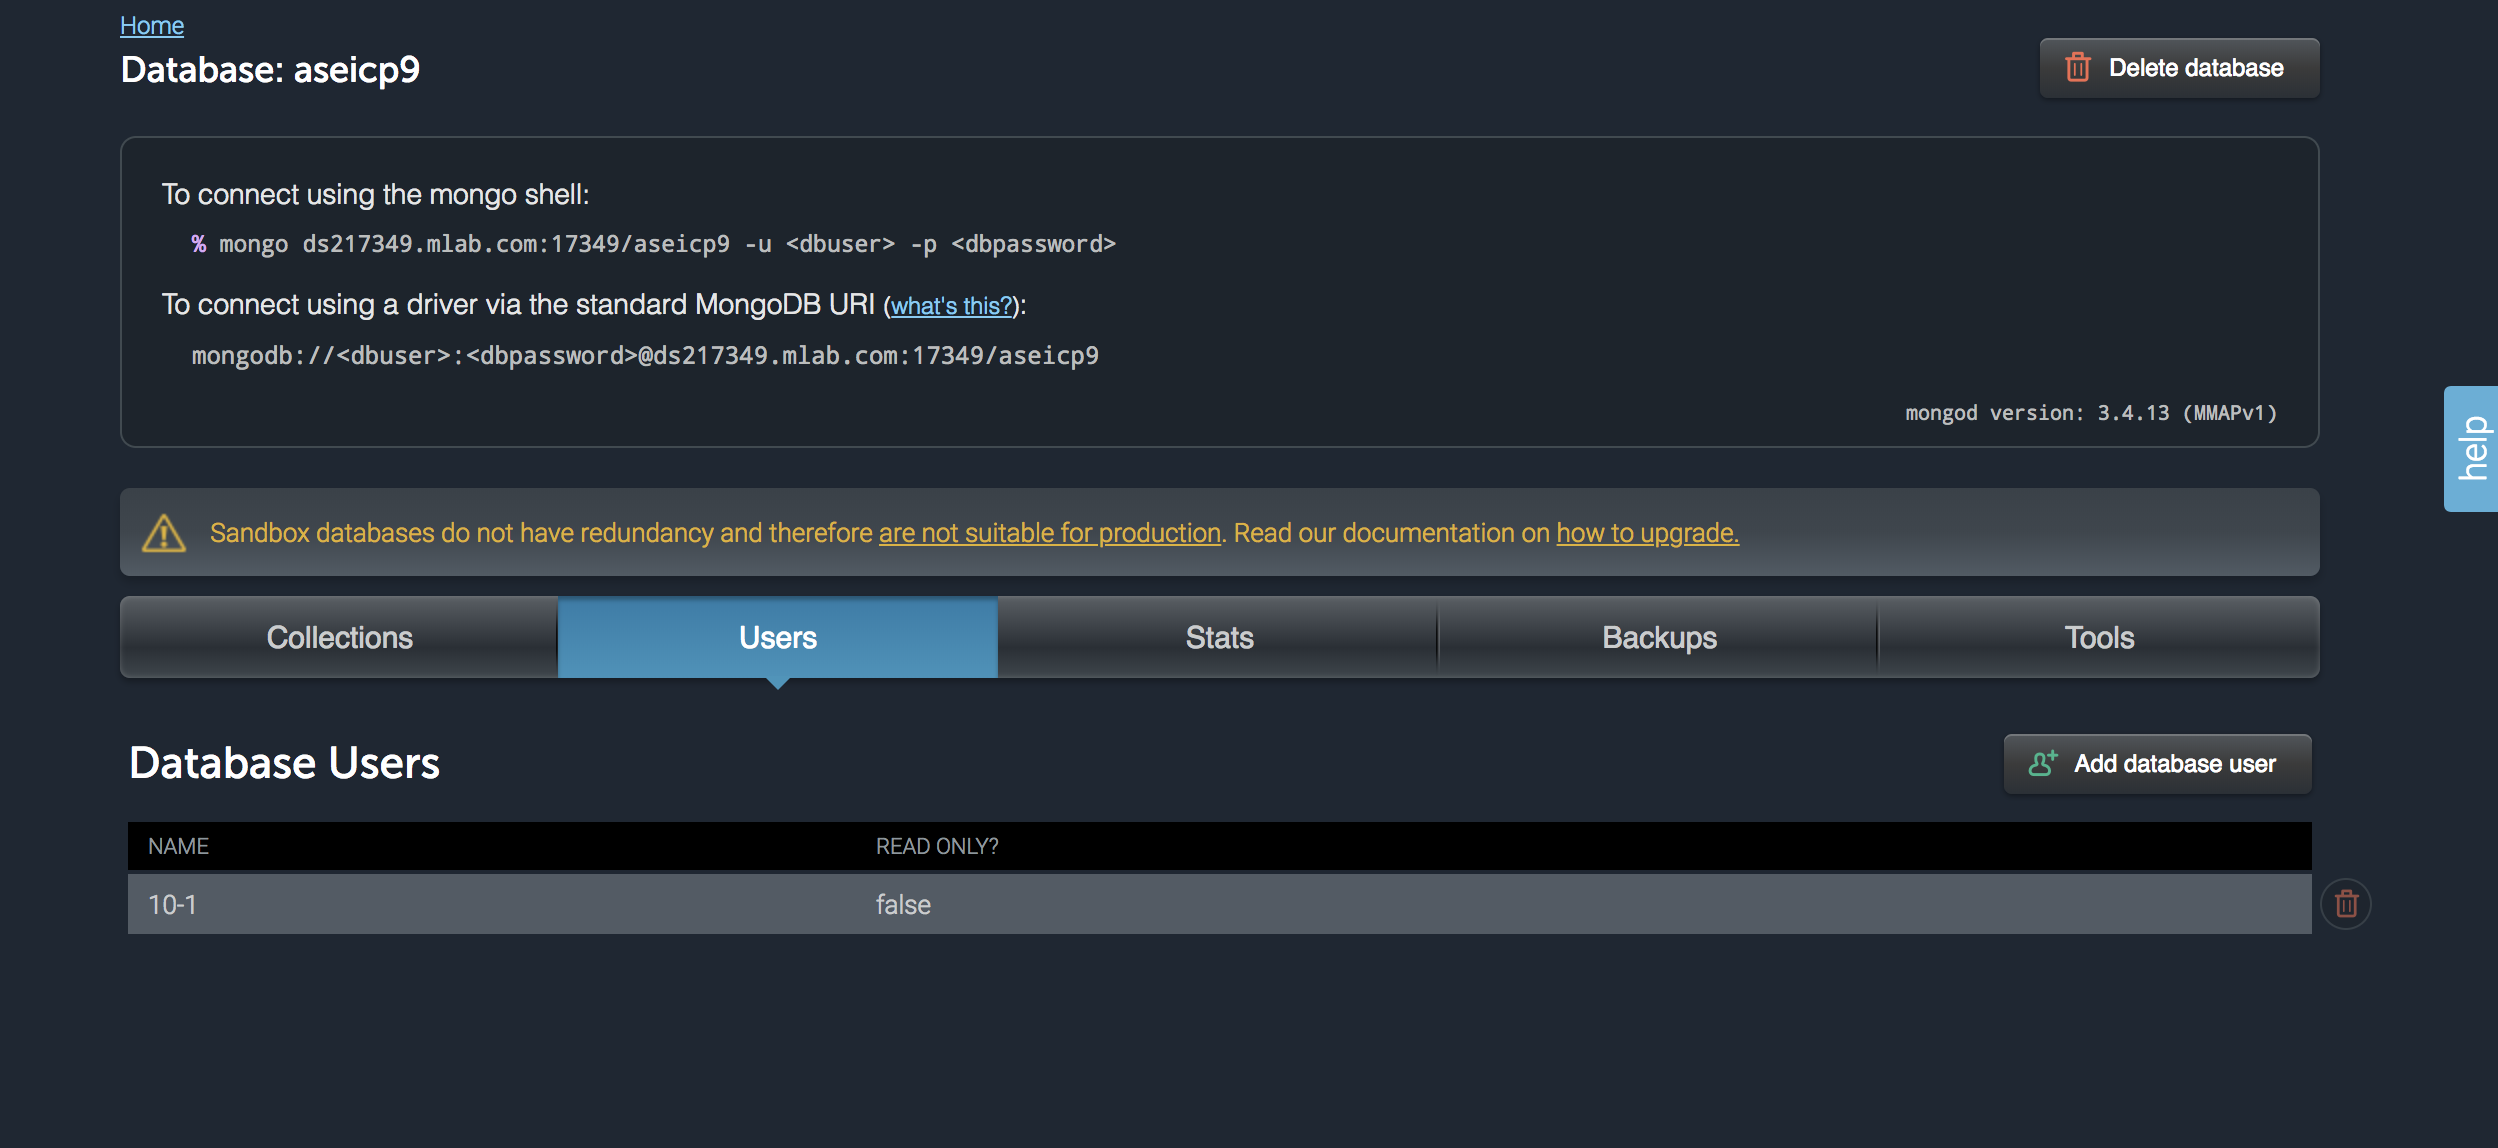 Home
Database: aseicp9
Delete database
To connect using the mongo shell:
% mongo ds217349.mlab.com:17349/aseicp9 -u <dbuser> -p <dbpassword>
To connect using a driver via the standard MongoDB URI (what's this?):
mongodb://<dbuser>:<dbpassword>@ds217349.mlab.com:17349/aseicp9
mongod version: 3.4.13 (MMAPv1)
help
Sandbox databases do not have redundancy and therefore are not suitable for production. Read our documentation on how to upgrade.
Collections
Users
Stats
Backups
Tools
Database Users
Add database user
NAME
READ ONLY?
10-1
false